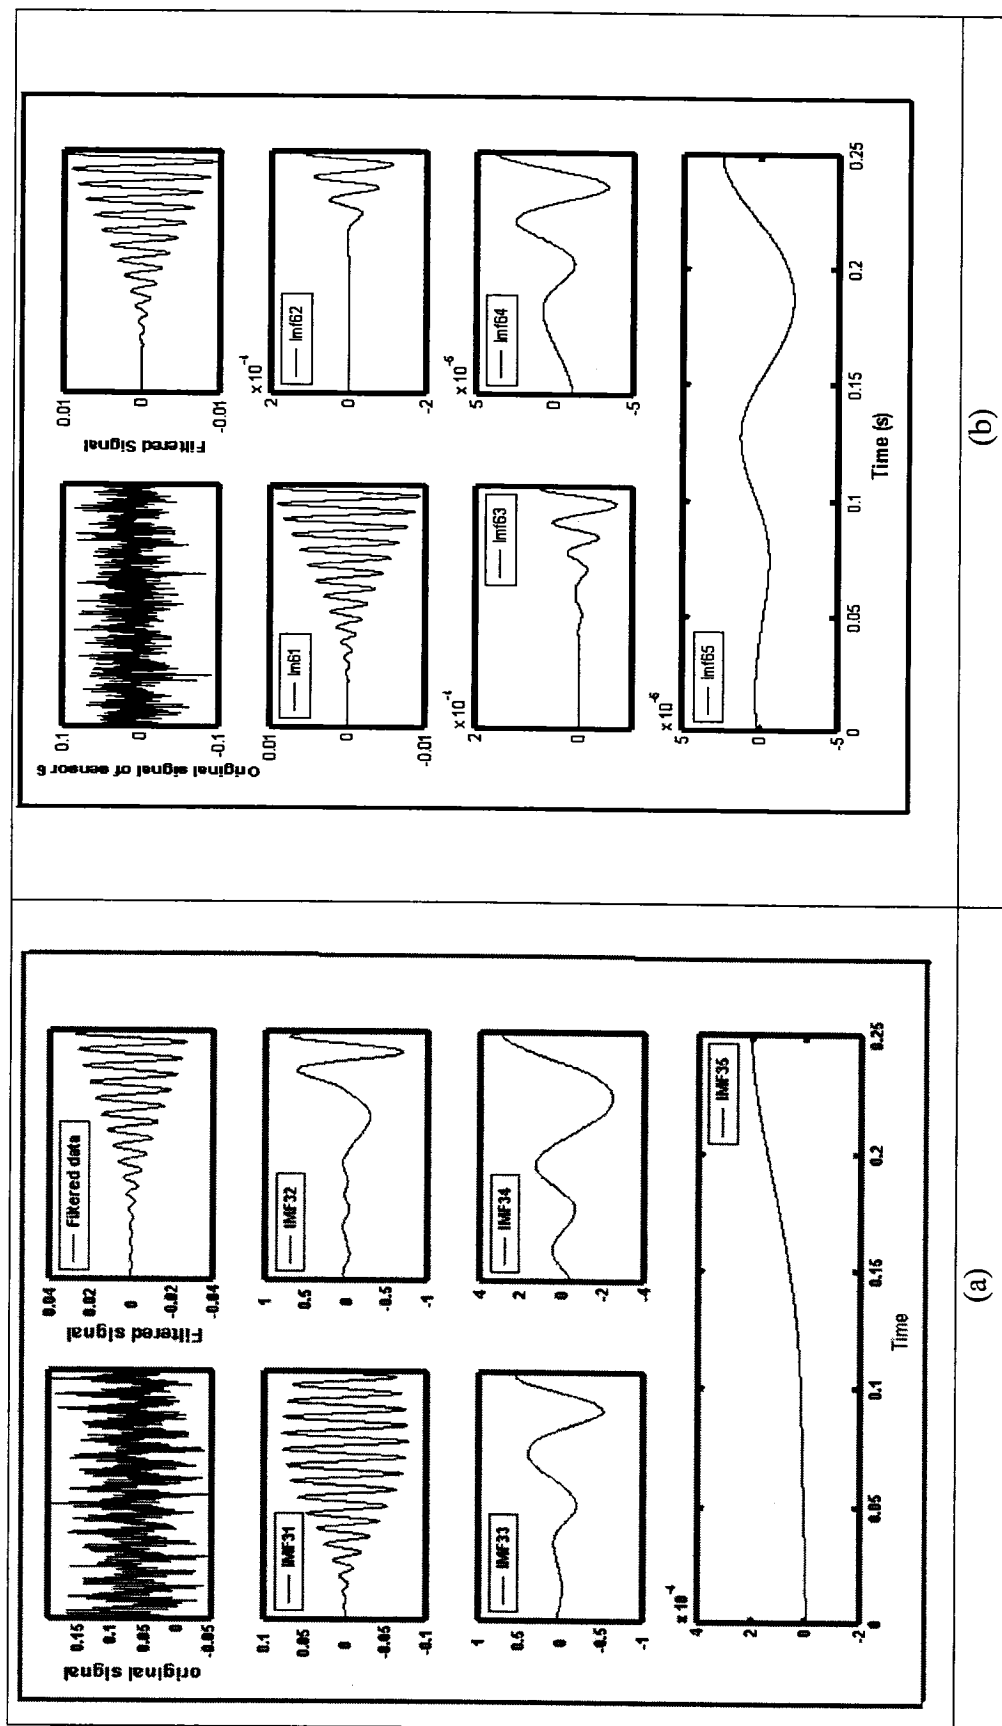 original signal
0.15
0.1
0.05
0
-0.05
Filtered signal
0.04
0.02
0
-0.02
-0.04
Filtered data
0.1
0.05
0
-0.05
-0.1
IMF31
1
0.5
0
-0.5
-1
IMF32
1
0.5
0
-0.5
-1
IMF33
4
2
0
-2
-4
IMF34
x 10⁻⁴
4
2
0
-2
IMF35
0 0.05 0.1 0.15 0.2 0.25
Time
(a)
Original signal of sensor 6
0.1
0
-0.1
Filtered Signal
0.01
0
-0.01
0.01
0
-0.01
Im61
x 10⁻⁴
2
0
-2
Imf62
x 10⁻⁴
2
0
Imf63
x 10⁻⁶
5
0
-5
Imf64
x 10⁻⁶
5
0
-5
Imf65
0 0.05 0.1 0.15 0.2 0.25
Time (s)
(b)